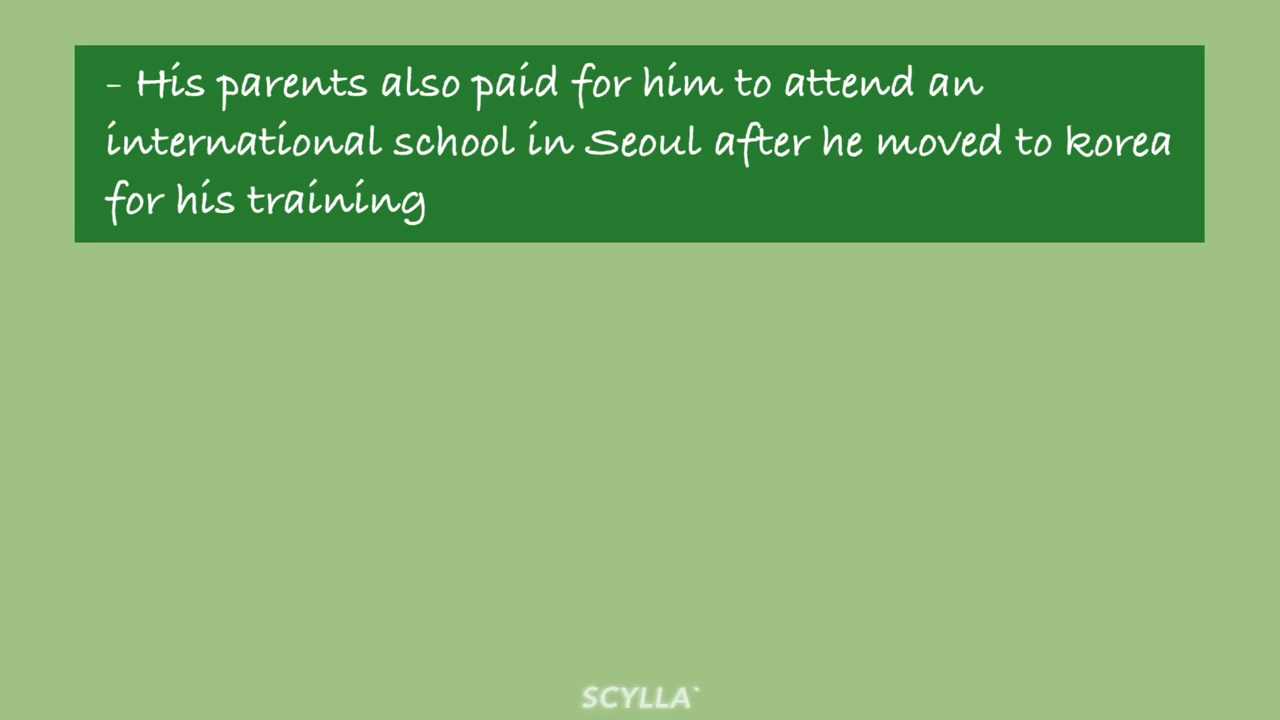 - His parents also paid for him to attend an
international school in Seoul after he moved to korea
for his training
SCYLLA`